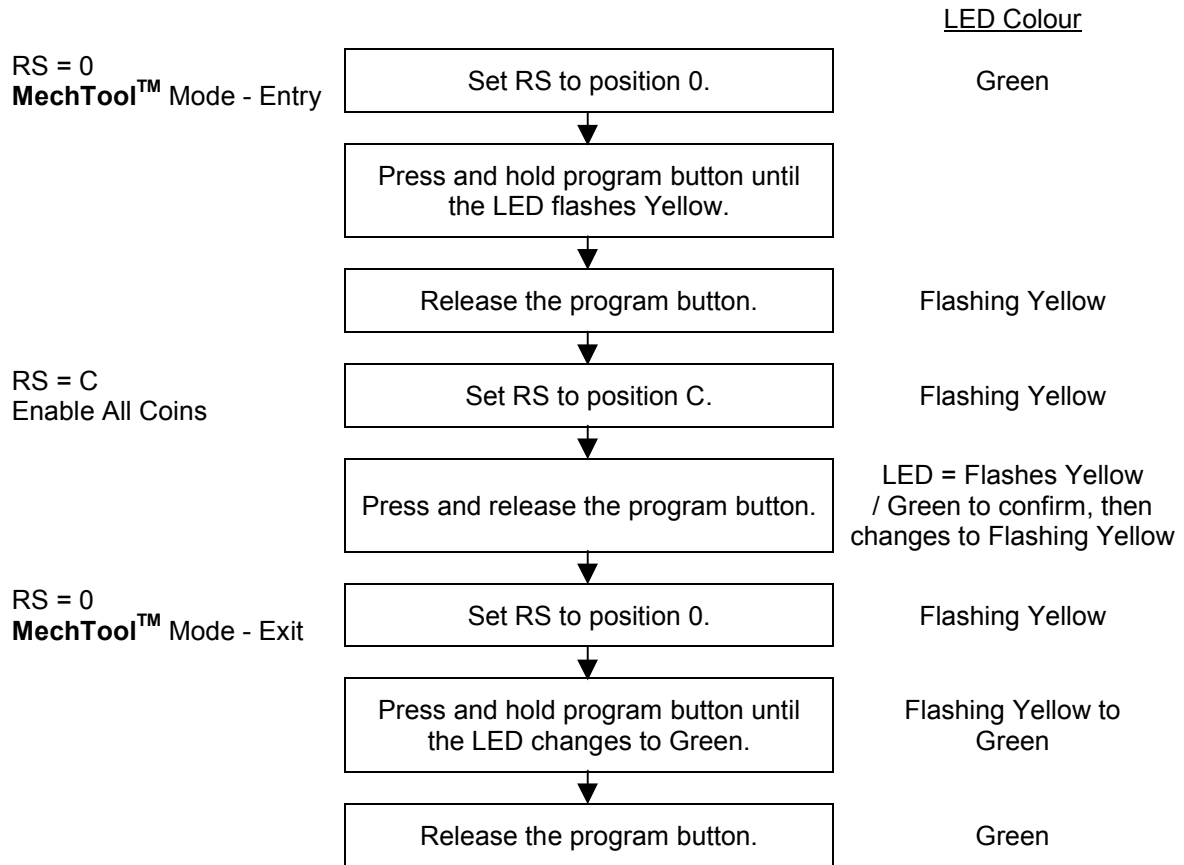 LED Colour
RS = 0
MechTool™ Mode - Entry
Set RS to position 0.
Green
Press and hold program button until
the LED flashes Yellow.
Release the program button.
Flashing Yellow
RS = C
Enable All Coins
Set RS to position C.
Flashing Yellow
Press and release the program button.
LED = Flashes Yellow
/ Green to confirm, then
changes to Flashing Yellow
RS = 0
MechTool™ Mode - Exit
Set RS to position 0.
Flashing Yellow
Press and hold program button until
the LED changes to Green.
Flashing Yellow to
Green
Release the program button.
Green